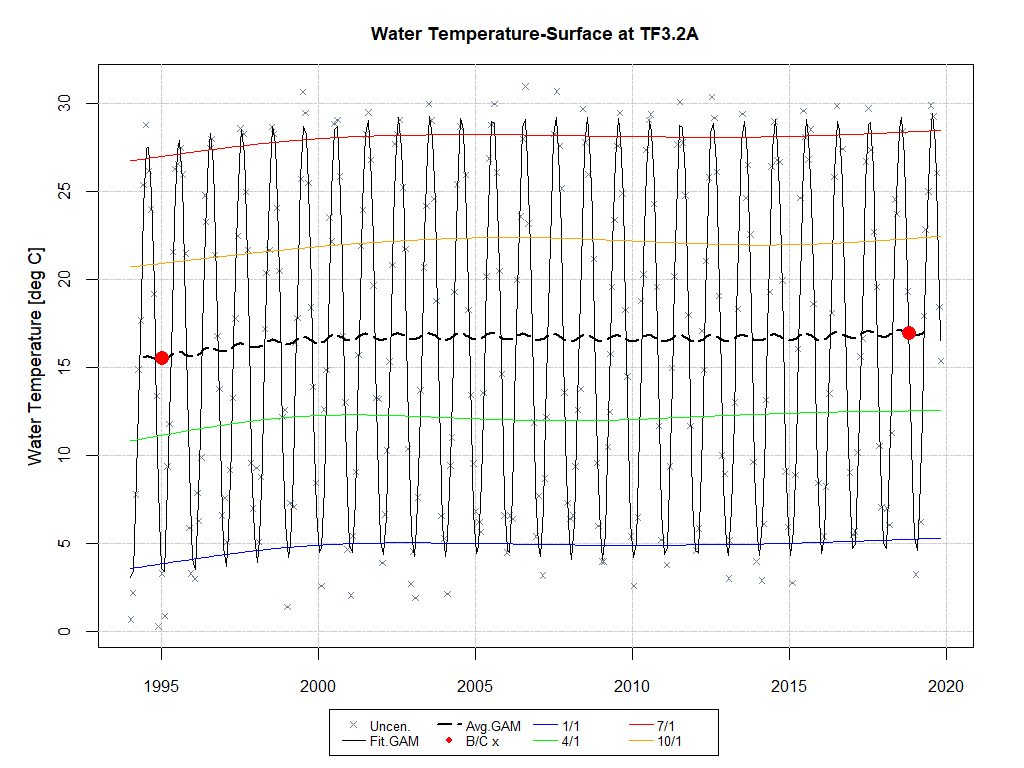 Water Temperature-Surface at TF3.2A
Water Temperature [deg C]
30
25
20
15
10
5
0
1995 2000 2005 2010 2015 2020
Uncen. Avg.GAM 1/1 7/1
Fit.GAM B/C x 4/1 10/1